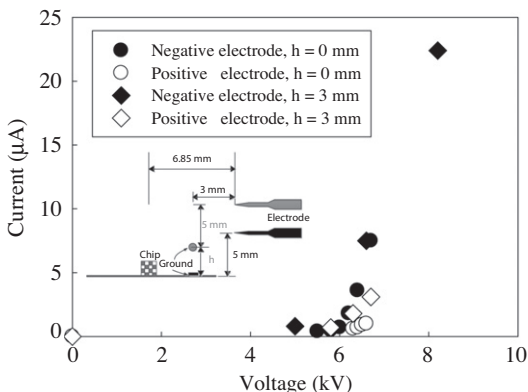 25
20
15
10
5
0
Current (μA)
Negative electrode, h = 0 mm
Positive electrode, h = 0 mm
Negative electrode, h = 3 mm
Positive electrode, h = 3 mm
6.85 mm
3 mm
5 mm
Electrode
Chip
Ground
h
5 mm
0
2
4
6
8
10
Voltage (kV)